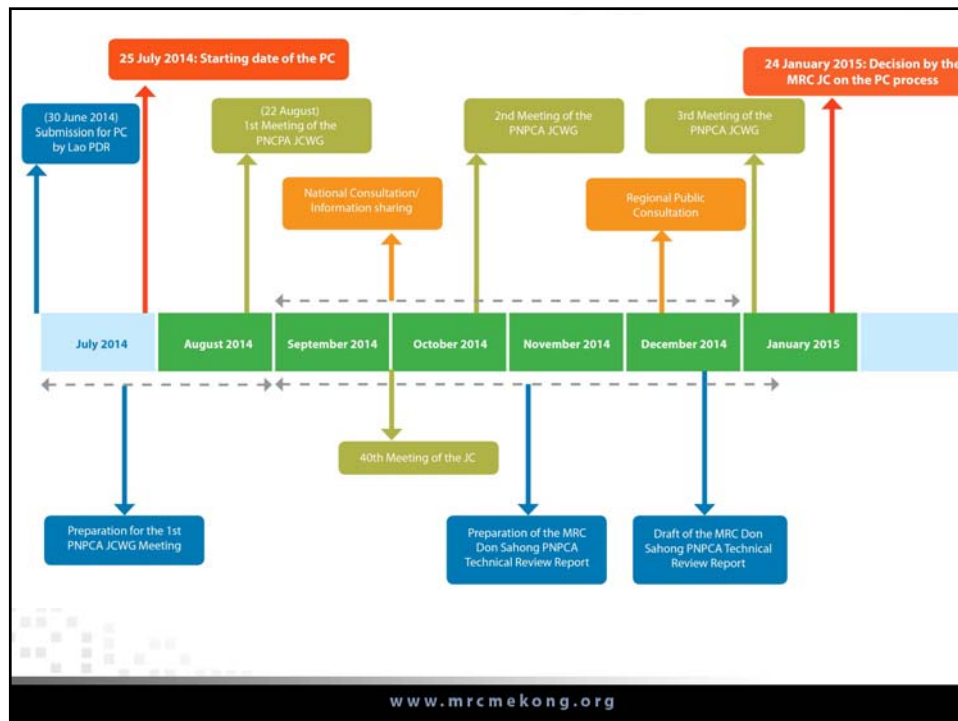 25 July 2014: Starting date of the PC
24 January 2015: Decision by the
MRC JC on the PC process
(30 June 2014)
Submission for PC
by Lao PDR
(22 August)
1st Meeting of the
PNCPA JCWG
2nd Meeting of the
PNPCA JCWG
3rd Meeting of the
PNPCA JCWG
National Consultation/
Information sharing
Regional Public
Consultation
July 2014
August 2014
September 2014
October 2014
November 2014
December 2014
January 2015
40th Meeting of the JC
Preparation for the 1st
PNPCA JCWG Meeting
Preparation of the MRC
Don Sahong PNPCA
Technical Review Report
Draft of the MRC Don
Sahong PNPCA Technical
Review Report
www.mrcmekong.org